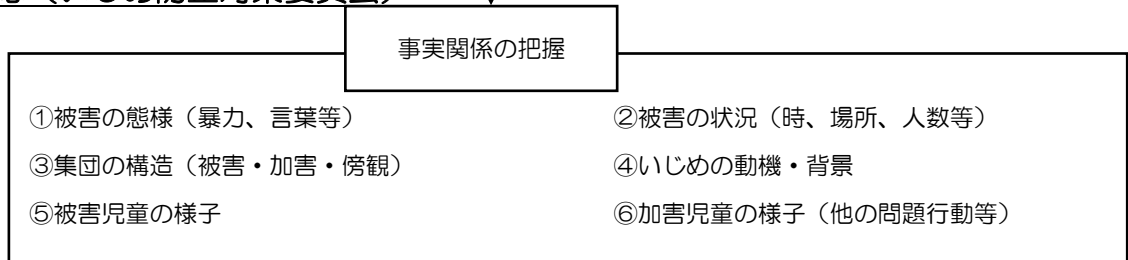 事実関係の把握
①被害の態様（暴力、言葉等） ②被害の状況（時、場所、人数等）
③集団の構造（被害・加害・傍観） ④いじめの動機・背景
⑤被害児童の様子 ⑥加害児童の様子（他の問題行動等）